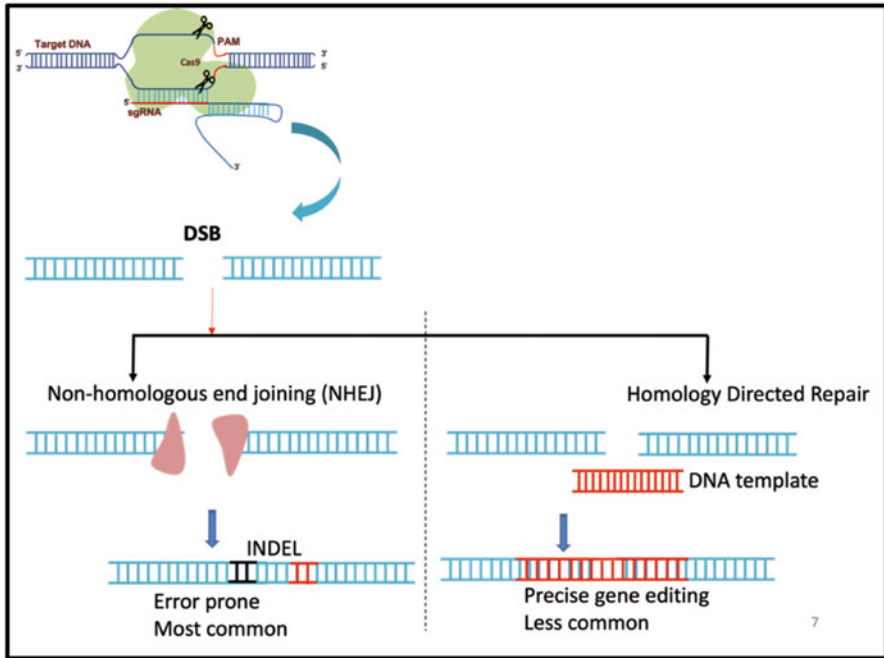 Target DNA
PAM
5'
3'
3'
5'
Cas9
5'
sgRNA
3'
DSB
Non-homologous end joining (NHEJ)
Homology Directed Repair
DNA template
INDEL
Error prone
Most common
Precise gene editing
Less common
7